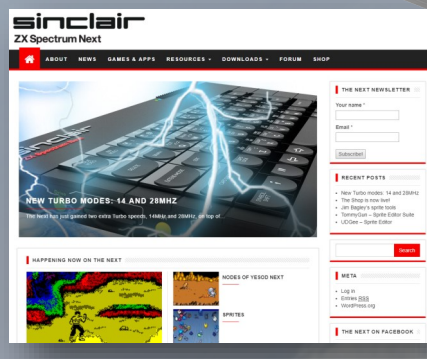 sinclair
ZX Spectrum Next
ABOUT NEWS GAMES & APPS RESOURCES DOWNLOADS FORUM SHOP
sinclair
NEW TURBO MODES: 14 AND 28MHZ
The Next has just gained two extra Turbo speeds, 14MHz and 28MHz, on top of...
HAPPENING NOW ON THE NEXT
NODES OF YESOD NEXT
SPRITES
THE NEXT NEWSLETTER
Your name *
Email *
Subscribe!
RECENT POSTS
New Turbo modes: 14 and 28MHz
The Shop is now live!
Jim Bagley's sprite tools
TommyGun – Sprite Editor Suite
UDGee – Sprite Editor
Search
META
Log in
Entries RSS
WordPress.org
THE NEXT ON FACEBOOK